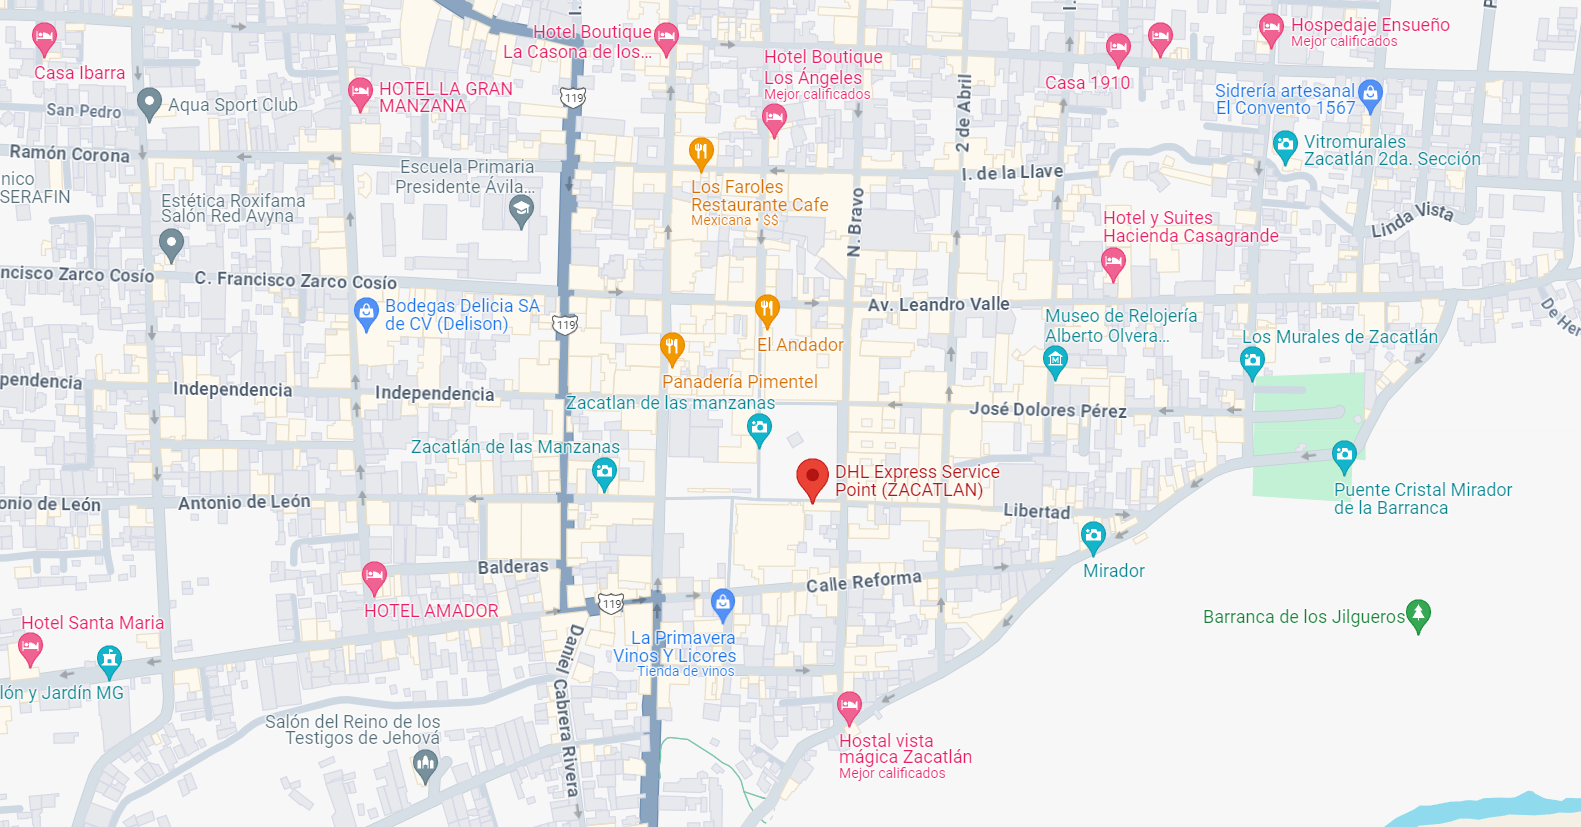 Hotel Boutique
La Casona de los...
Hospedaje Ensueño
Mejor calificados
Casa Ibarra
Hotel Boutique
Los Ángeles
Mejor calificados
Casa 1910
HOTEL LA GRAN
MANZANA
Sidrería artesanal
El Convento 1567
San Pedro
Aqua Sport Club
119
2 de Abril
Vitromurales
Zacatlán 2da. Sección
Ramón Corona
Escuela Primaria
Presidente Ávila...
I. de la Llave
nico
SERAFIN
Los Faroles
Restaurante Cafe
Mexicana • $$
Estética Roxifama
Salón Red Avyna
N. Bravo
Linda Vista
Hotel y Suites
Hacienda Casagrande
ncisco Zarco Cosío
C. Francisco Zarco Cosío
Bodegas Delicia SA
de CV (Delison)
119
Av. Leandro Valle
De Her
Museo de Relojería
Alberto Olvera...
Los Murales de Zacatlán
El Andador
Panadería Pimentel
pendencia
Independencia
Independencia
Zacatlan de las manzanas
José Dolores Pérez
Zacatlán de las Manzanas
DHL Express Service
Point (ZACATLAN)
Puente Cristal Mirador
de la Barranca
onio de León
Antonio de León
Libertad
Mirador
Balderas
Calle Reforma
HOTEL AMADOR
119
Barranca de los Jilgueros
Hotel Santa Maria
La Primavera
Vinos Y Licores
Tienda de vinos
Daniel Cabrera Rivera
lón y Jardín MG
Salón del Reino de los
Testigos de Jehová
Hostal vista
mágica Zacatlán
Mejor calificados